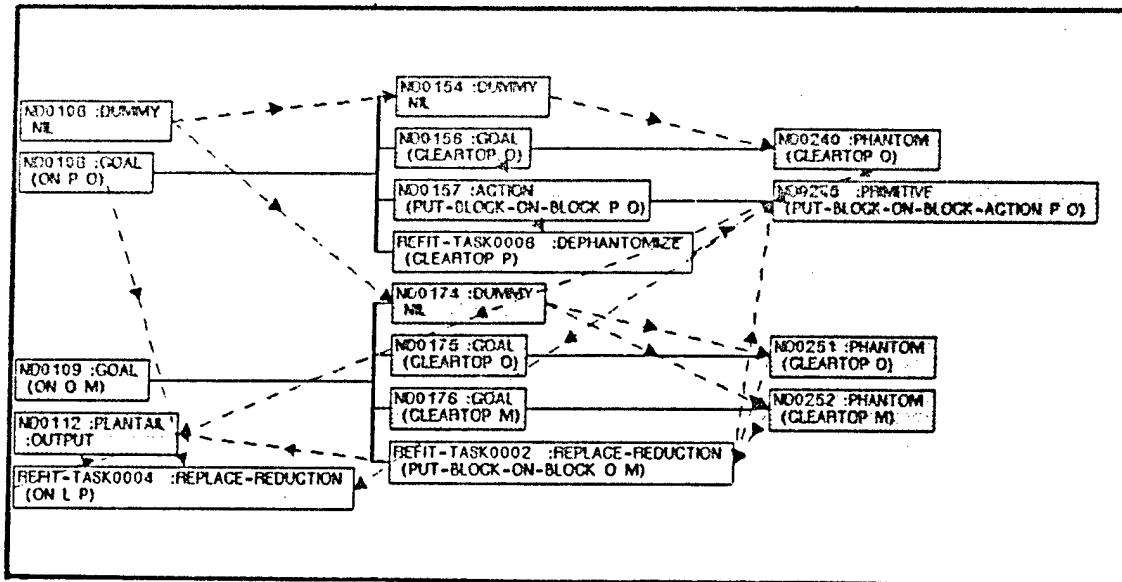 ND0106 :DUMMY
NIL
ND0108 :GOAL
(ON P O)
ND0109 :GOAL
(ON O M)
ND0112 :PLANTAIL
:OUTPUT
REFIT-TASK0004 :REPLACE-REDUCTION
(ON L P)
ND0154 :DUMMY
NIL
ND0156 :GOAL
(CLEARTOP O)
ND0157 :ACTION
(PUT-BLOCK-ON-BLOCK P O)
REFIT-TASK0006 :DEPHANTOMIZE
(CLEARTOP P)
ND0174 :DUMMY
NIL
ND0175 :GOAL
(CLEARTOP O)
ND0176 :GOAL
(CLEARTOP M)
REFIT-TASK0002 :REPLACE-REDUCTION
(PUT-BLOCK-ON-BLOCK O M)
ND0240 :PHANTOM
(CLEARTOP O)
:PRIMITIVE
(PUT-BLOCK-ON-BLOCK-ACTION P O)
ND0251 :PHANTOM
(CLEARTOP O)
ND0252 :PHANTOM
(CLEARTOP M)